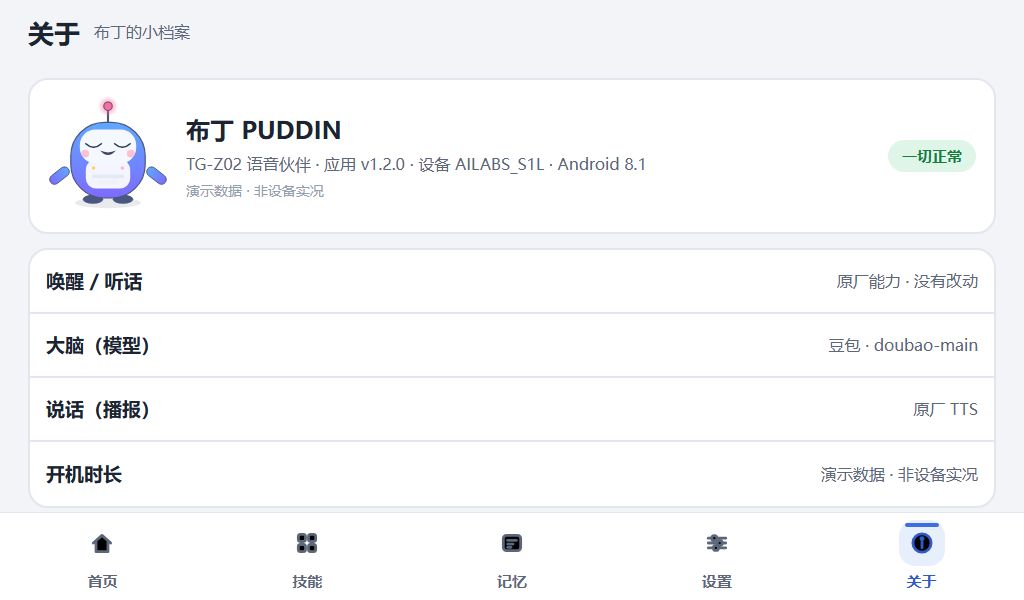 关于 布丁的小档案
布丁 PUDDIN
TG-Z02 语音伙伴 · 应用 v1.2.0 · 设备 AILABS_S1L · Android 8.1
演示数据 · 非设备实况
一切正常
唤醒 / 听话 原厂能力 · 没有改动
大脑（模型） 豆包 · doubao-main
说话（播报） 原厂 TTS
开机时长 演示数据 · 非设备实况
首页 技能 记忆 设置 关于